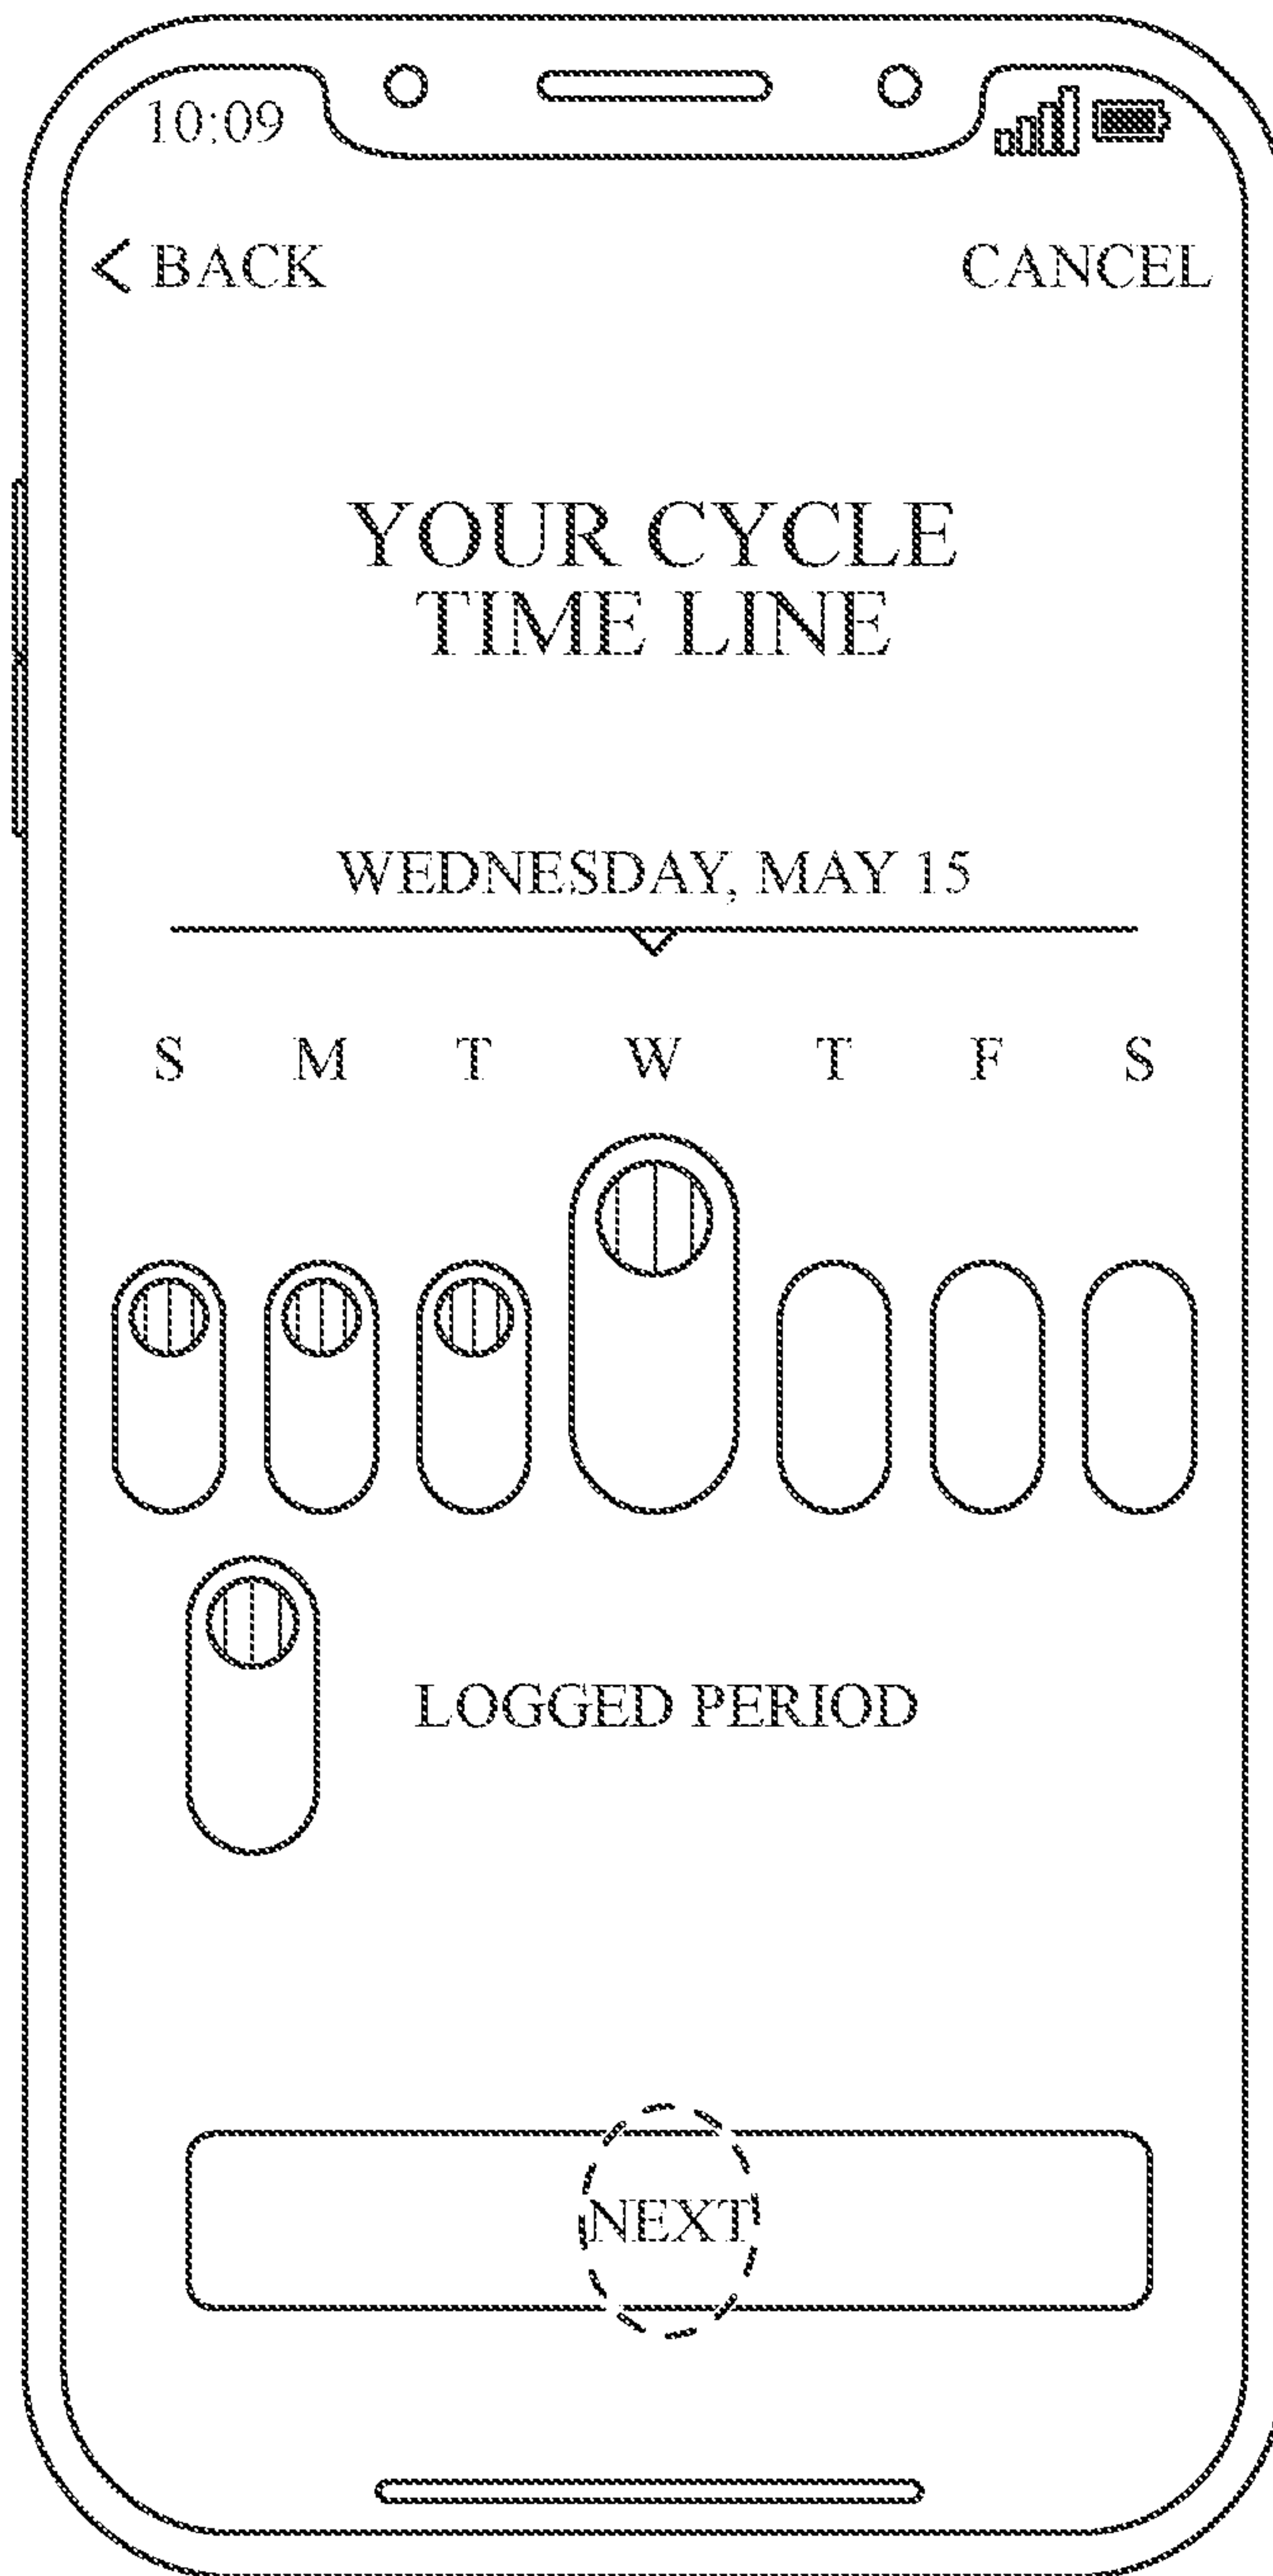 10:09
< BACK CANCEL
YOUR CYCLE
TIME LINE
WEDNESDAY, MAY 15
S M T W T F S
LOGGED PERIOD
NEXT